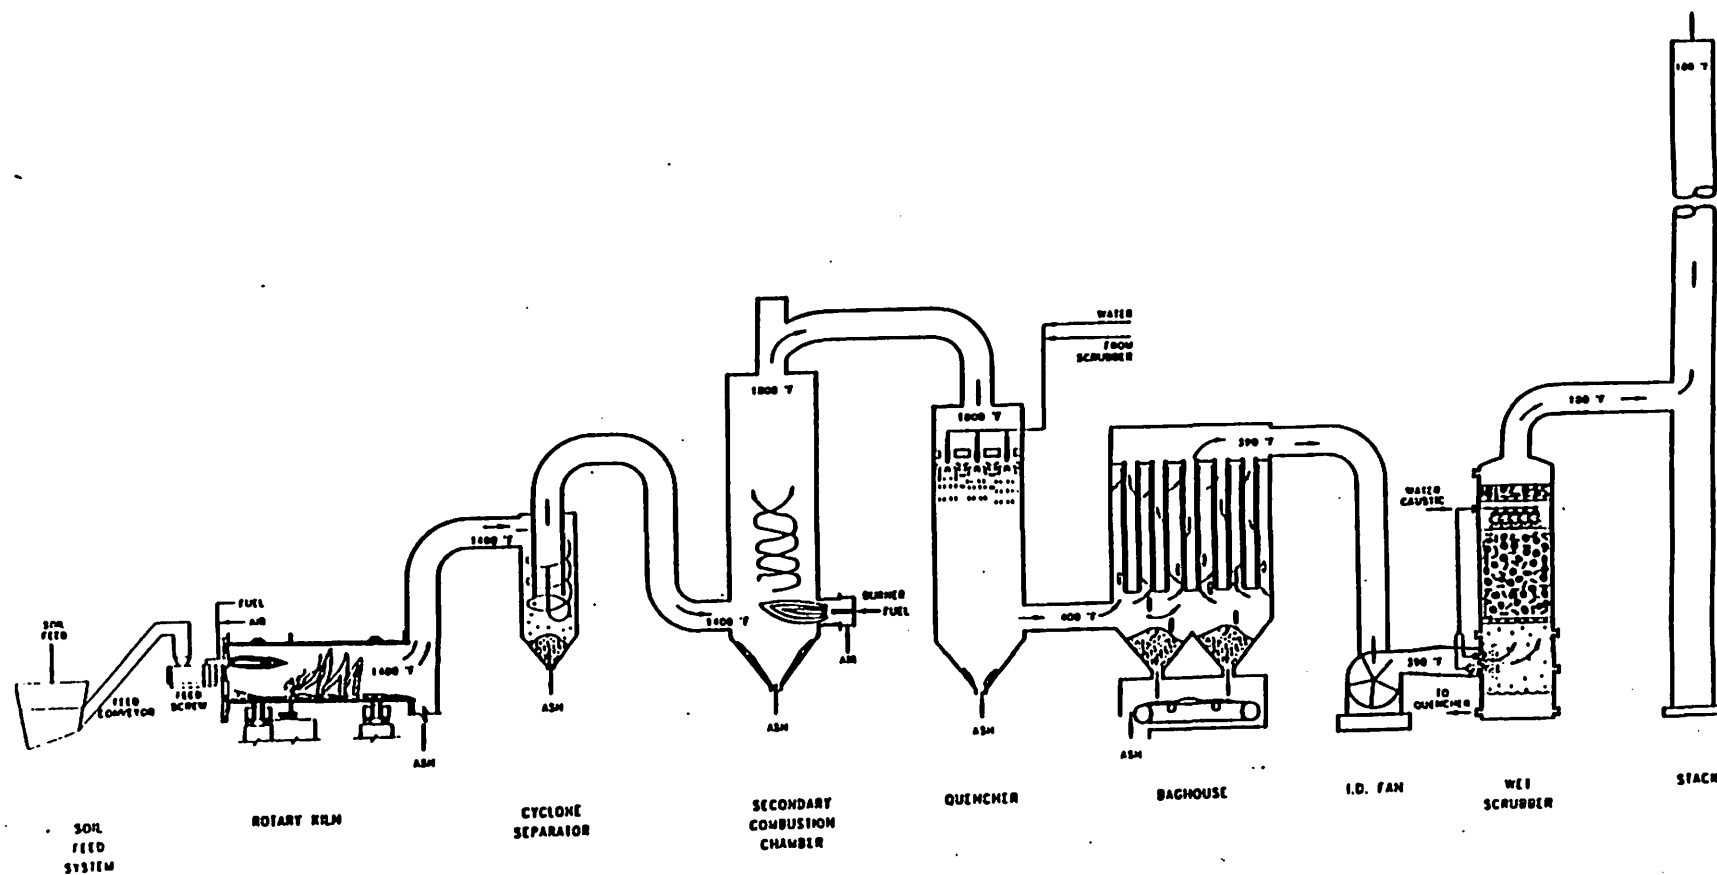 180 °F
WATER
FROM
SCRUBBER
1800 °F
1800 °F
180 °F
390 °F
WATER
CAUSTIC
1400 °F
BURNER
FUEL
AIR
FUEL
AIR
SOIL
FEED
1400 °F
400 °F
1400 °F
390 °F
FEED
CONVEYOR
FEED
SCREW
TO
QUENCHER
ASH
ASH
ASH
ASH
ASH
SOIL
FEED
SYSTEM
ROTARY KILN
CYCLONE
SEPARATOR
SECONDARY
COMBUSTION
CHAMBER
QUENCHER
BAGHOUSE
I.D. FAN
WET
SCRUBBER
STACK